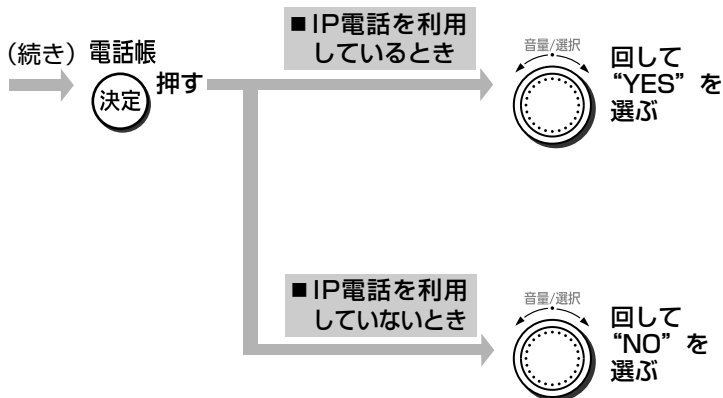 （続き）
電話帳
決定
押す
■IP電話を利用
しているとき
音量/選択
回して
“YES”を
選ぶ
■IP電話を利用
していないとき
音量/選択
回して
“NO”を
選ぶ